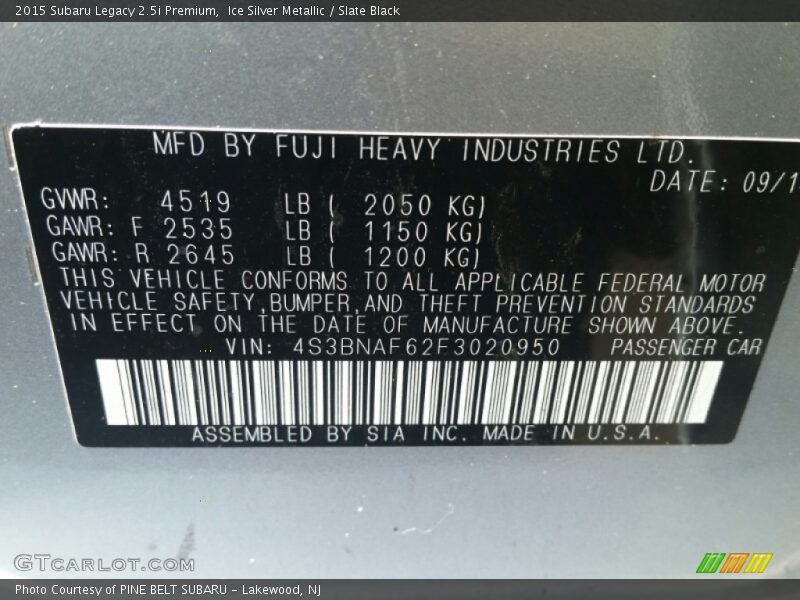 2015 Subaru Legacy 2.5i Premium,  Ice Silver Metallic / Slate Black
MFD BY FUJI HEAVY INDUSTRIES LTD.
DATE: 09/1
GVWR: 4519 LB ( 2050 KG)
GAWR: F 2535 LB ( 1150 KG)
GAWR: R 2645 LB ( 1200 KG)
THIS VEHICLE CONFORMS TO ALL APPLICABLE FEDERAL MOTOR
VEHICLE SAFETY,BUMPER,AND THEFT PREVENTION STANDARDS
IN EFFECT ON THE DATE OF MANUFACTURE SHOWN ABOVE.
VIN: 4S3BNAF62F3020950 PASSENGER CAR
ASSEMBLED BY SIA INC. MADE IN U.S.A.
GTCARLOT.COM
Photo Courtesy of PINE BELT SUBARU - Lakewood, NJ